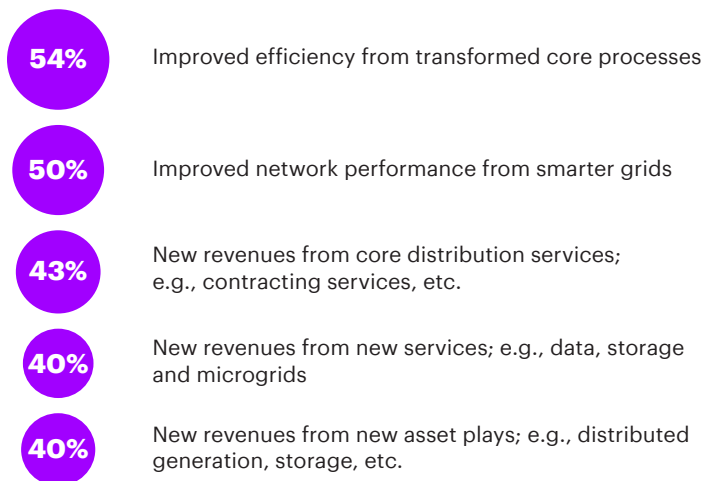 54%
Improved efficiency from transformed core processes
50%
Improved network performance from smarter grids
43%
New revenues from core distribution services;
e.g., contracting services, etc.
40%
New revenues from new services; e.g., data, storage
and microgrids
40%
New revenues from new asset plays; e.g., distributed
generation, storage, etc.